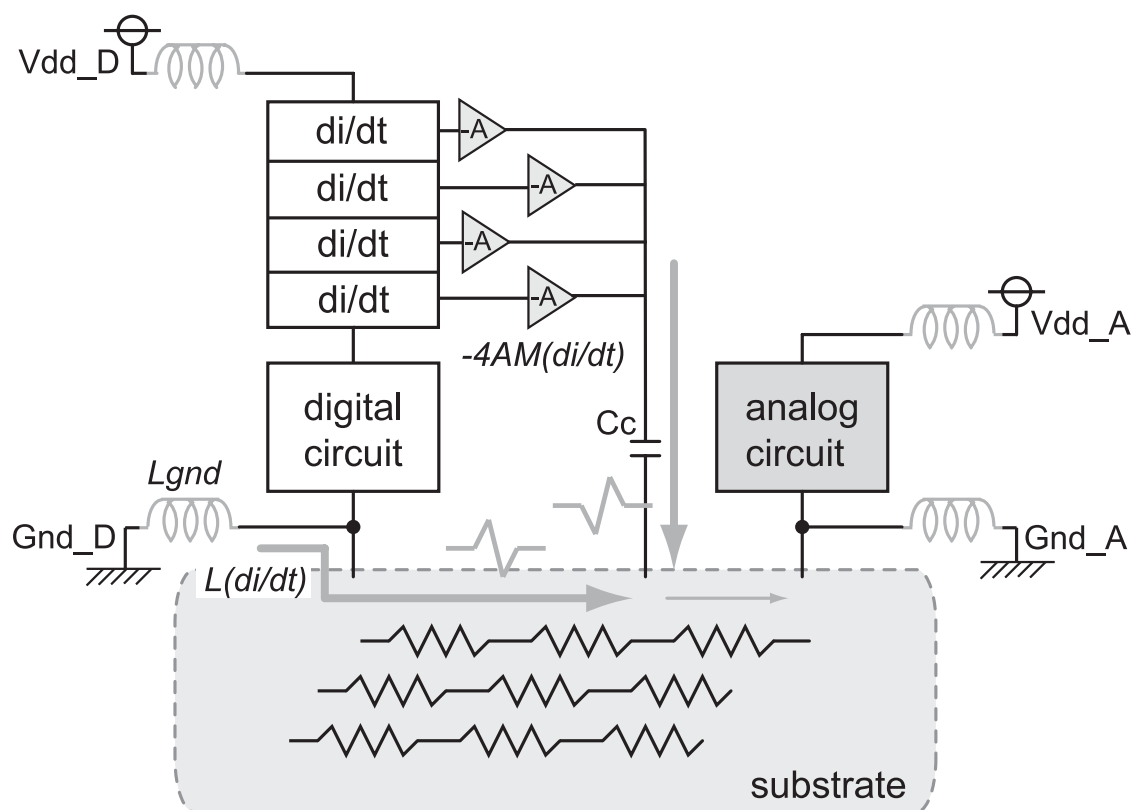 Vdd_D
di/dt
-A
di/dt
-A
di/dt
-A
di/dt
-A
-4AM(di/dt)
Vdd_A
digital
circuit
Cc
analog
circuit
Lgnd
Gnd_D
Gnd_A
L(di/dt)
substrate